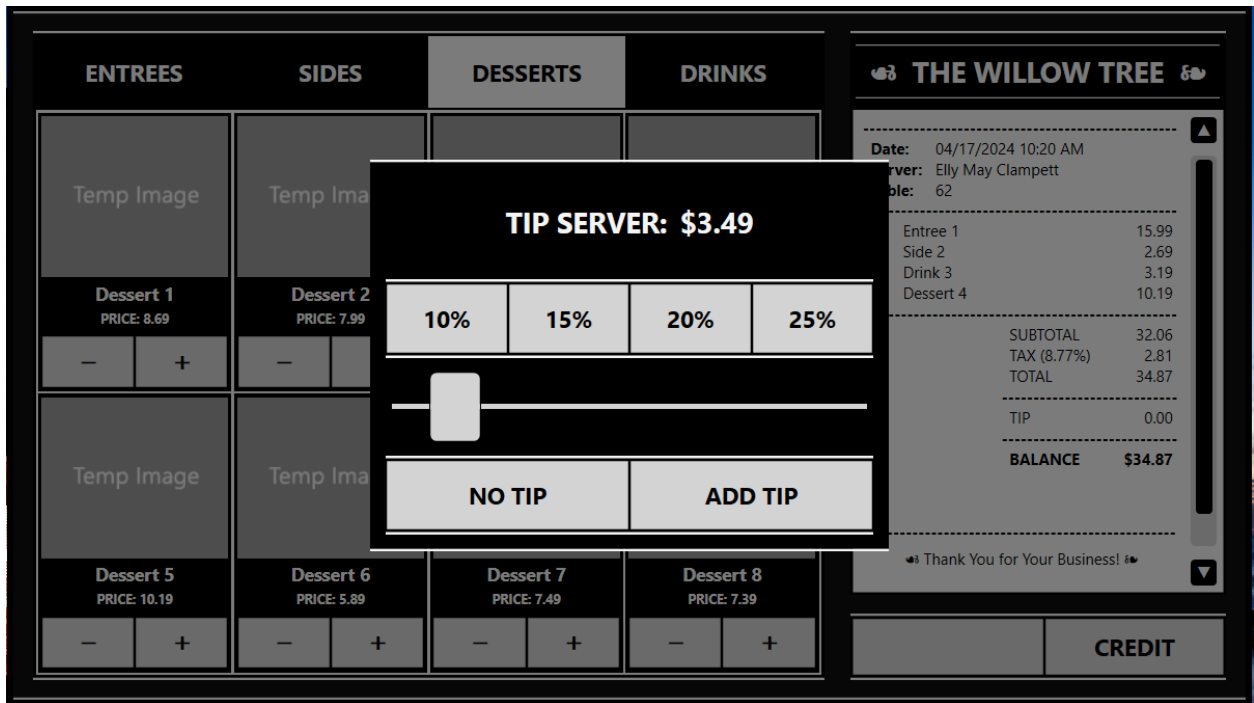 ENTREES SIDES DESSERTS DRINKS
Temp Image Temp Ima
Dessert 1 Dessert 2
PRICE: 8.69 PRICE: 7.99
− + −
Temp Image Temp Ima
Dessert 5 Dessert 6 Dessert 7 Dessert 8
PRICE: 10.19 PRICE: 5.89 PRICE: 7.49 PRICE: 7.39
− + − + − + − +
TIP SERVER: $3.49
10% 15% 20% 25%
NO TIP ADD TIP
THE WILLOW TREE
Date: 04/17/2024 10:20 AM
rver: Elly May Clampett
ble: 62
Entree 1 15.99
Side 2 2.69
Drink 3 3.19
Dessert 4 10.19
SUBTOTAL 32.06
TAX (8.77%) 2.81
TOTAL 34.87
TIP 0.00
BALANCE $34.87
Thank You for Your Business!
CREDIT